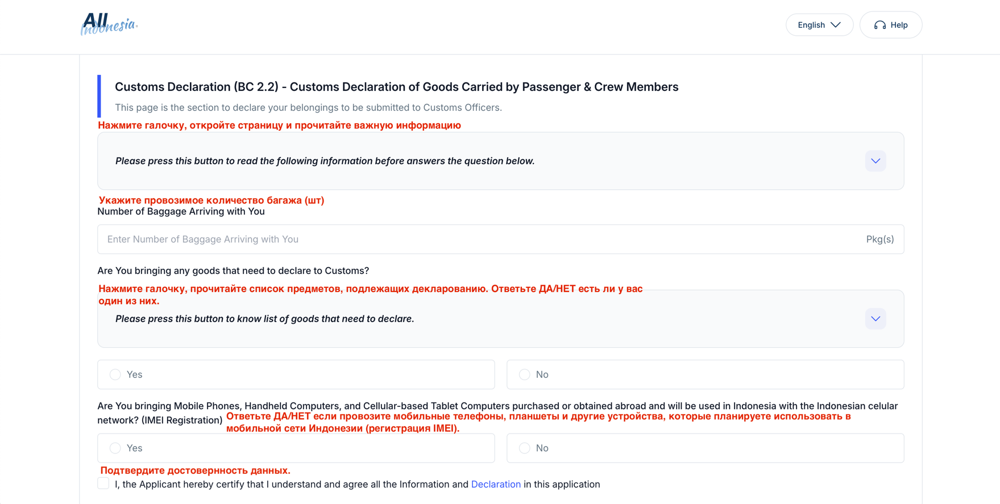 All
Indonesia
English
Help
Customs Declaration (BC 2.2) - Customs Declaration of Goods Carried by Passenger & Crew Members
This page is the section to declare your belongings to be submitted to Customs Officers.
Нажмите галочку, откройте страницу и прочитайте важную информацию
Please press this button to read the following information before answers the question below.
Укажите провозимое количество багажа (шт)
Number of Baggage Arriving with You
Enter Number of Baggage Arriving with You Pkg(s)
Are You bringing any goods that need to declare to Customs?
Нажмите галочку, прочитайте список предметов, подлежащих декларованию. Ответьте ДА/НЕТ есть ли у вас
один из них.
Please press this button to know list of goods that need to declare.
Yes
No
Are You bringing Mobile Phones, Handheld Computers, and Cellular-based Tablet Computers purchased or obtained abroad and will be used in Indonesia with the Indonesian celular
network? (IMEI Registration)
Ответьте ДА/НЕТ если провозите мобильные телефоны, планшеты и другие устройства, которые планируете использовать в
мобильной сети Индонезии (регистрация IMEI).
Yes
No
Подтвердите достовернность данных.
I, the Applicant hereby certify that I understand and agree all the Information and Declaration in this application